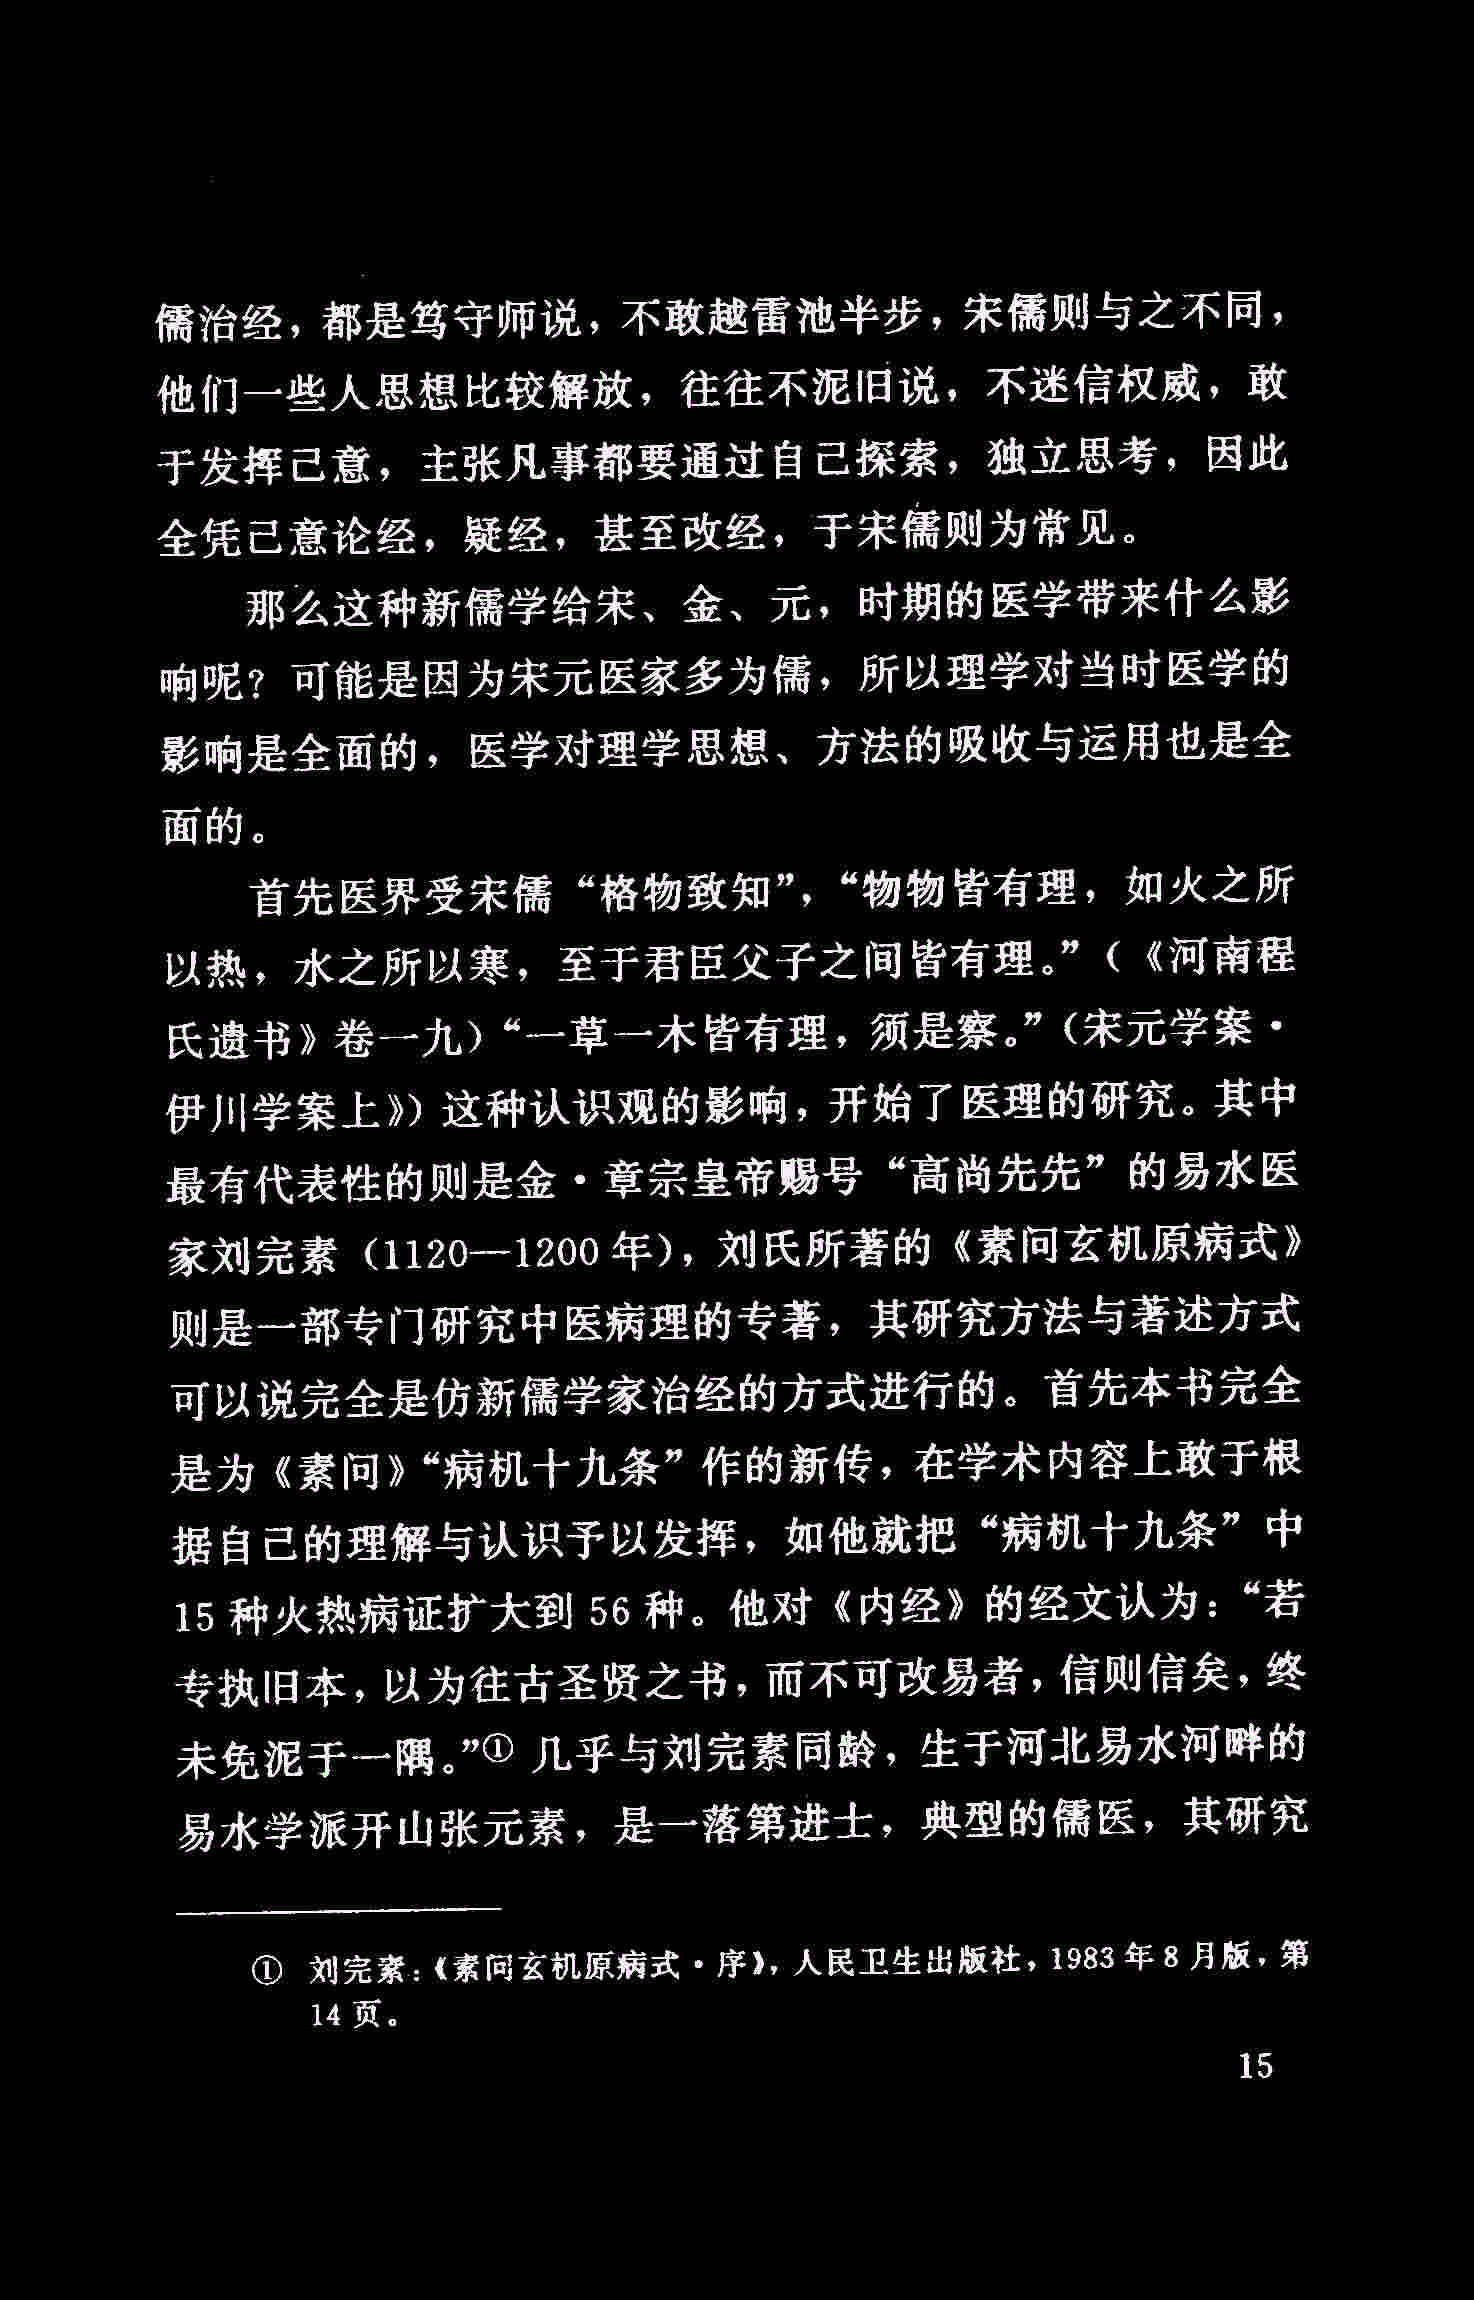 儒治经，都是笃守师说，不敢越雷池半步，宋儒则与之不同，
他们一些人思想比较解放，往往不泥旧说，不迷信权威，敢
于发挥己意，主张凡事都要通过自己探索，独立思考，因此
全凭己意论经，疑经，甚至改经，于宋儒则为常见。
那么这种新儒学给宋、金、元，时期的医学带来什么影
响呢？可能是因为宋元医家多为儒，所以理学对当时医学的
影响是全面的，医学对理学思想、方法的吸收与运用也是全
面的。
首先医界受宋儒“格物致知”，“物物皆有理，如火之所
以热，水之所以寒，至于君臣父子之间皆有理。”（《河南程
氏遗书》卷一九）“一草一木皆有理，须是察。”（宋元学案·
伊川学案上》）这种认识观的影响，开始了医理的研究。其中
最有代表性的则是金·章宗皇帝赐号“高尚先先”的易水医
家刘完素（1120—1200年），刘氏所著的《素问玄机原病式》
则是一部专门研究中医病理的专著，其研究方法与著述方式
可以说完全是仿新儒学家治经的方式进行的。首先本书完全
是为《素问》“病机十九条”作的新传，在学术内容上敢于根
据自己的理解与认识予以发挥，如他就把“病机十九条”中
15种火热病证扩大到56种。他对《内经》的经文认为：“若
专执旧本，以为往古圣贤之书，而不可改易者，信则信矣，终
未免泥于一隅。”① 几乎与刘完素同龄，生于河北易水河畔的
易水学派开山张元素，是一落第进士，典型的儒医，其研究
① 刘完素：《素问玄机原病式·序》，人民卫生出版社，1983年8月版，第
14页。
15